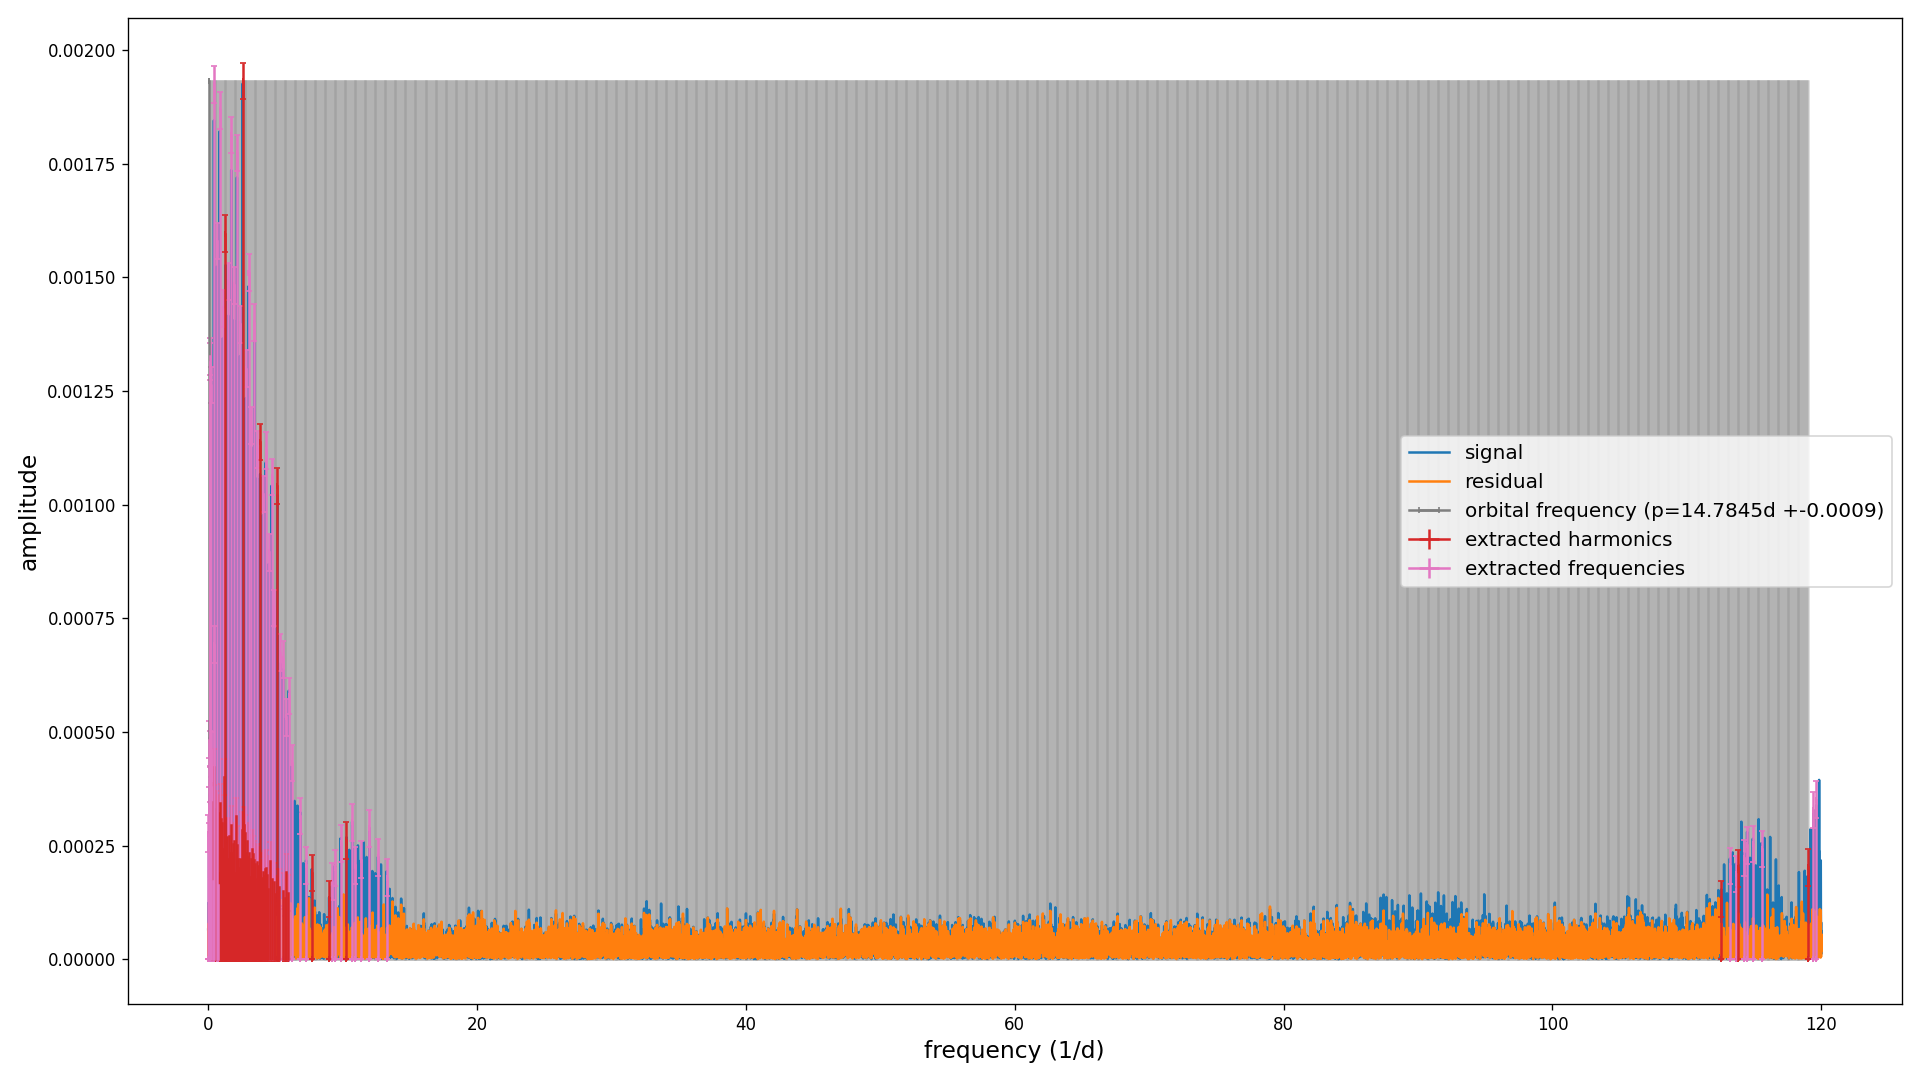 0.00200
0.00175
0.00150
0.00125
0.00100
0.00075
0.00050
0.00025
0.00000
amplitude
signal
residual
orbital frequency (p=14.7845d +-0.0009)
extracted harmonics
extracted frequencies
0 20 40 60 80 100 120
frequency (1/d)